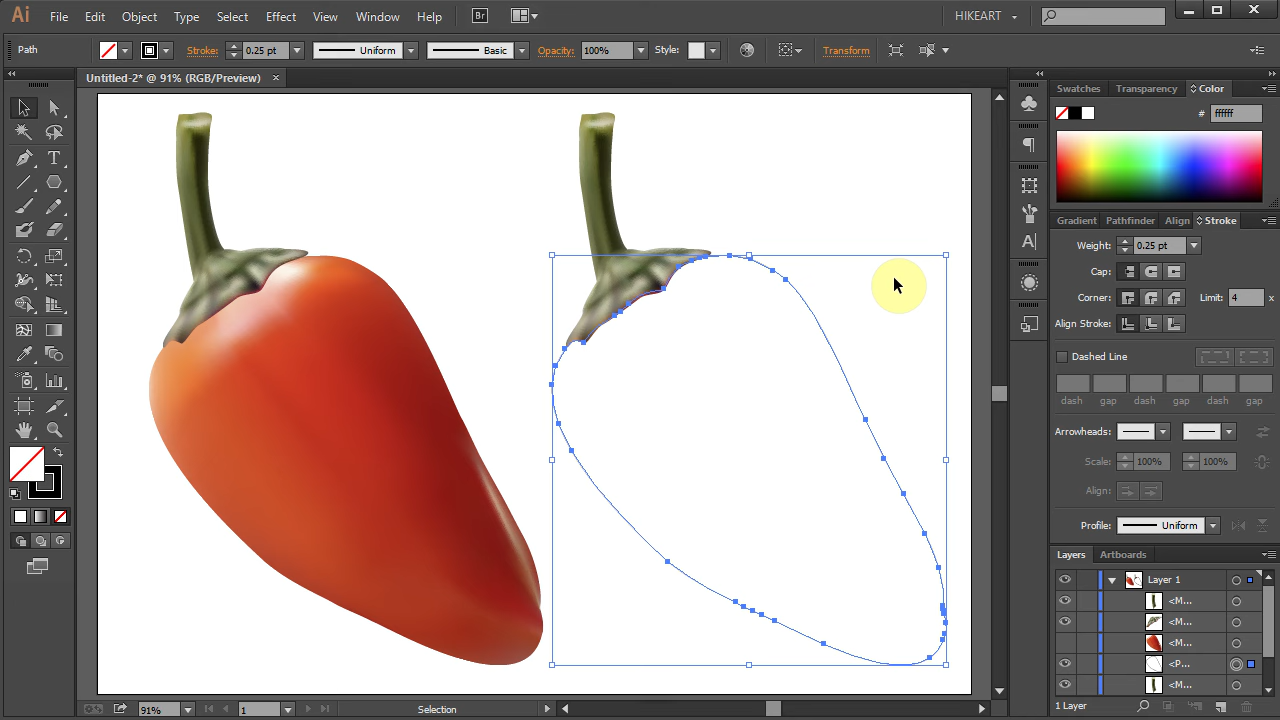 Ai File Edit Object Type Select Effect View Window Help Br HIKEART
Path Stroke: 0.25 pt Uniform Basic Opacity: 100% Style: Transform
Untitled-2* @ 91% (RGB/Preview)
Swatches Transparency Color
# ffffff
Gradient Pathfinder Align Stroke
Weight: 0.25 pt
Cap:
Corner: Limit: 4
Align Stroke:
Dashed Line
dash gap dash gap dash gap
Arrowheads:
Scale: 100% 100%
Align:
Profile: Uniform
Layers Artboards
Layer 1
<M...
<M...
<M...
<P...
<M...
1 Layer
91% 1 Selection